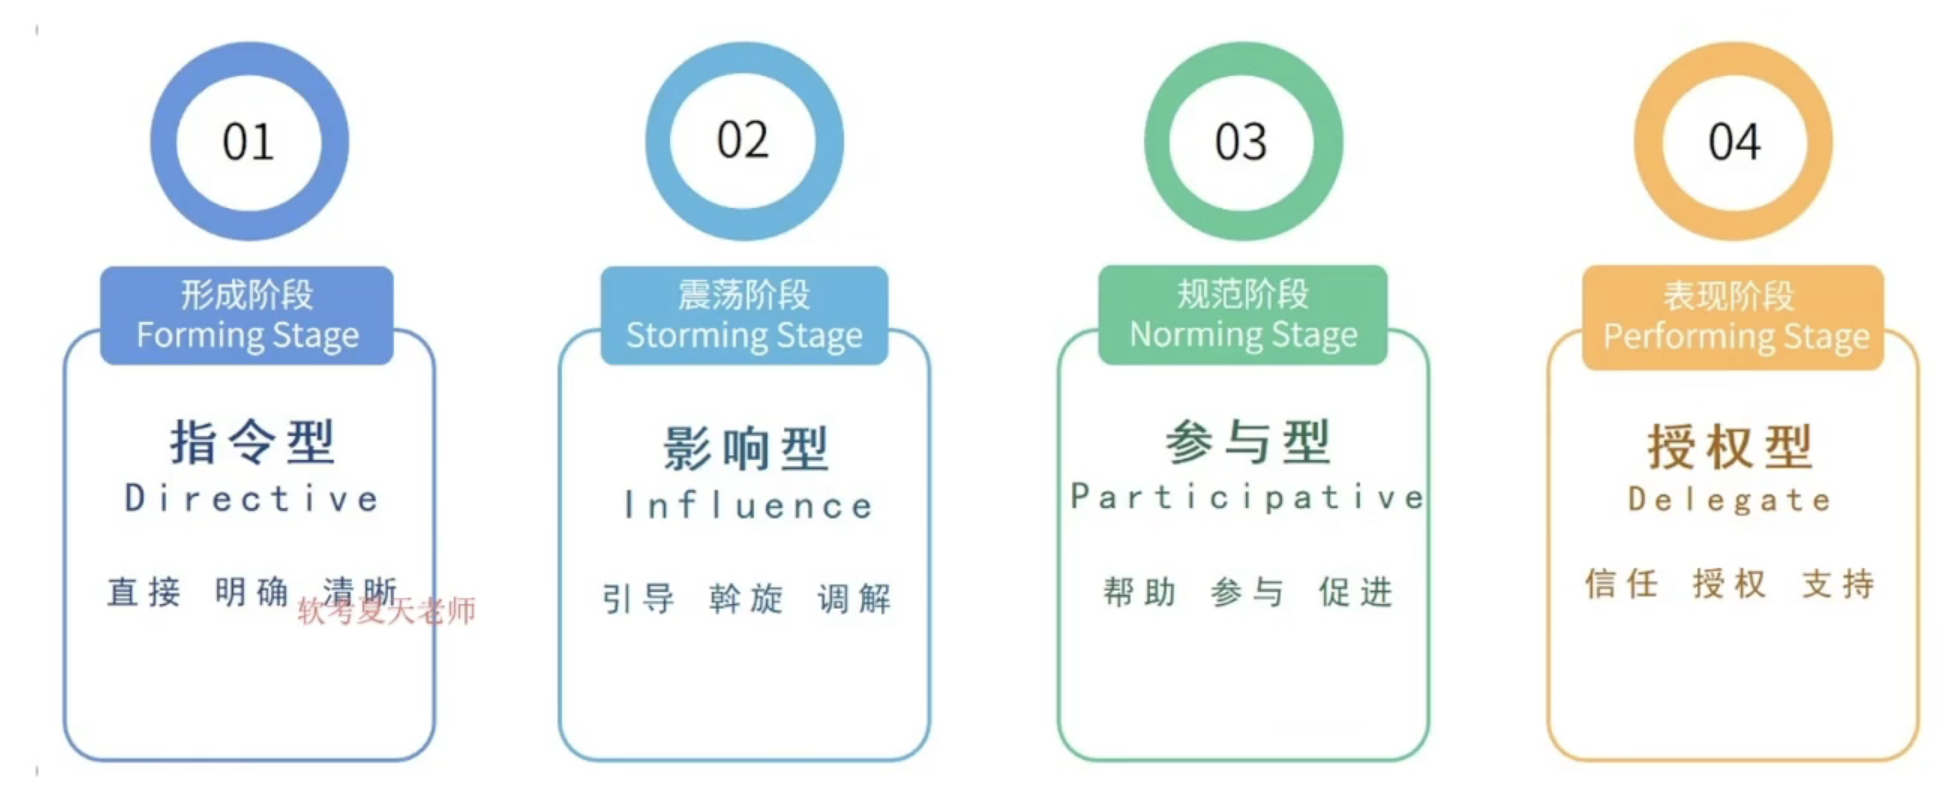 01
形成阶段
Forming Stage
指令型
Directive
直接 明确 清晰
软考夏天老师
02
震荡阶段
Storming Stage
影响型
Influence
引导 斡旋 调解
03
规范阶段
Norming Stage
参与型
Participative
帮助 参与 促进
04
表现阶段
Performing Stage
授权型
Delegate
信任 授权 支持